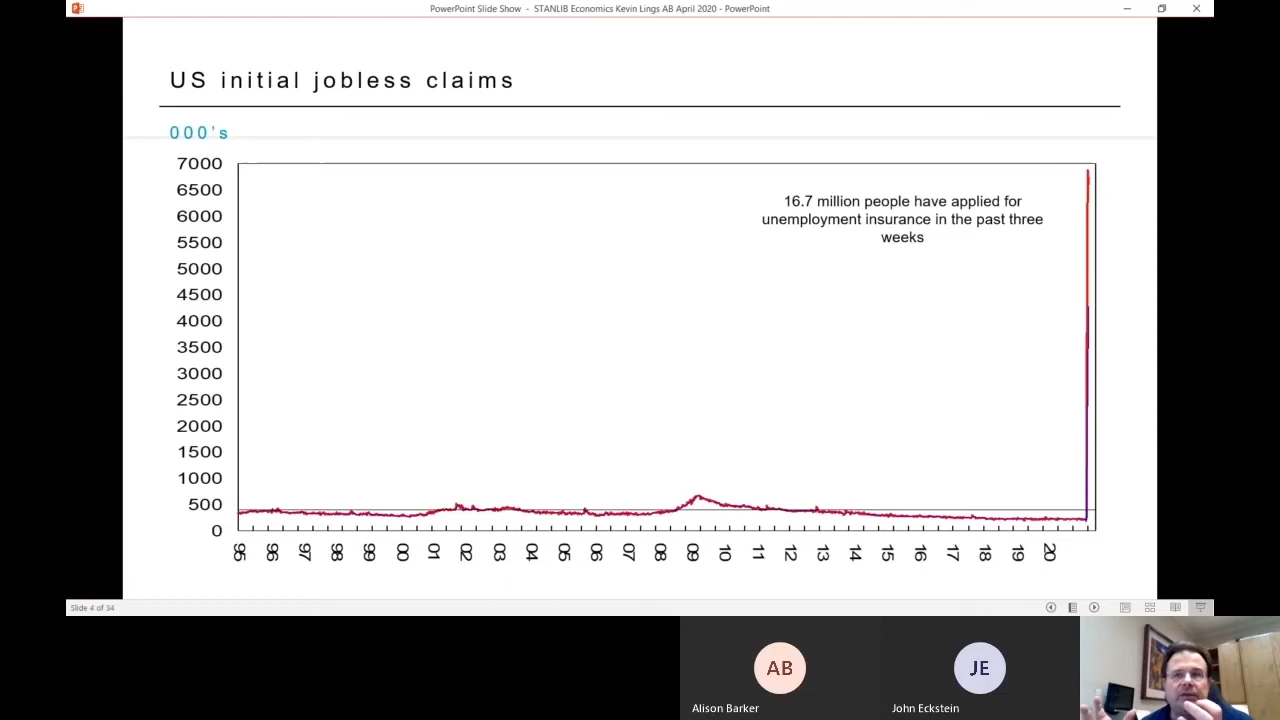 PowerPoint Slide Show - STANLIB Economics Kevin Lings AB April 2020 - PowerPoint
US initial jobless claims
000's
7000
6500
6000
5500
5000
4500
4000
3500
3000
2500
2000
1500
1000
500
0
16.7 million people have applied for
unemployment insurance in the past three
weeks
95 96 97 98 99 00 01 02 03 04 05 06 07 08 09 10 11 12 13 14 15 16 17 18 19 20
Slide 4 of 34
AB
JE
Alison Barker
John Eckstein